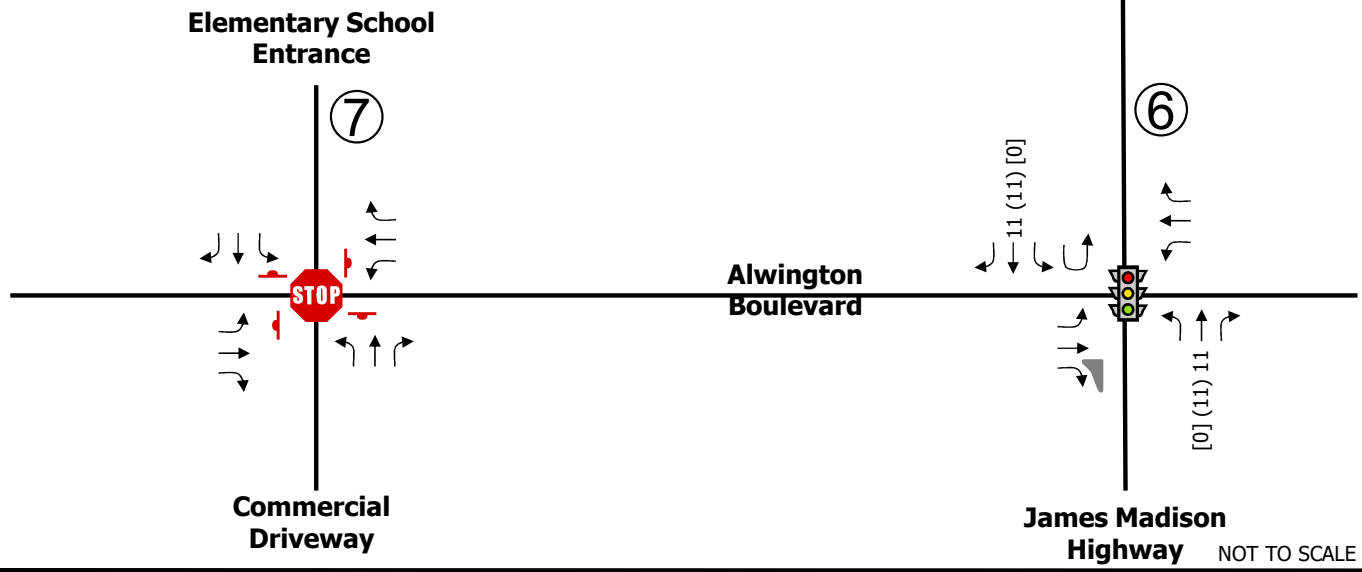 Elementary School
Entrance
⑦
⑥
11 (11) [0]
STOP
Alwington
Boulevard
[0] (11) 11
Commercial
Driveway
James Madison
Highway
NOT TO SCALE